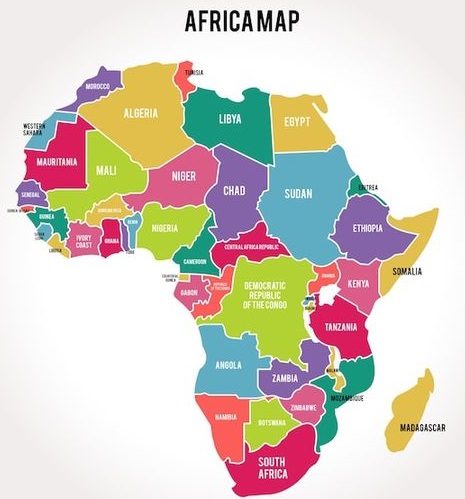 AFRICA MAP
TUNISIA
MOROCCO
ALGERIA
LIBYA
EGYPT
WESTERN
SAHARA
MAURITANIA
MALI
NIGER
CHAD
SUDAN
ERITREA
SENEGAL
GUINEA
BURKINA FASO
BENIN
NIGERIA
ETHIOPIA
IVORY
COAST
GHANA
TOGO
LIBERIA
CENTRAL AFRICA REPUBLIC
CAMEROON
SOMALIA
EQUATORIAL
GUINEA
GABON
REPUBLIC
OF THE CONGO
DEMOCRATIC
REPUBLIC
OF THE CONGO
UGANDA
KENYA
TANZANIA
ANGOLA
ZAMBIA
MALAWI
MOZAMBIQUE
ZIMBABWE
NAMIBIA
BOTSWANA
MADAGASCAR
SOUTH
AFRICA